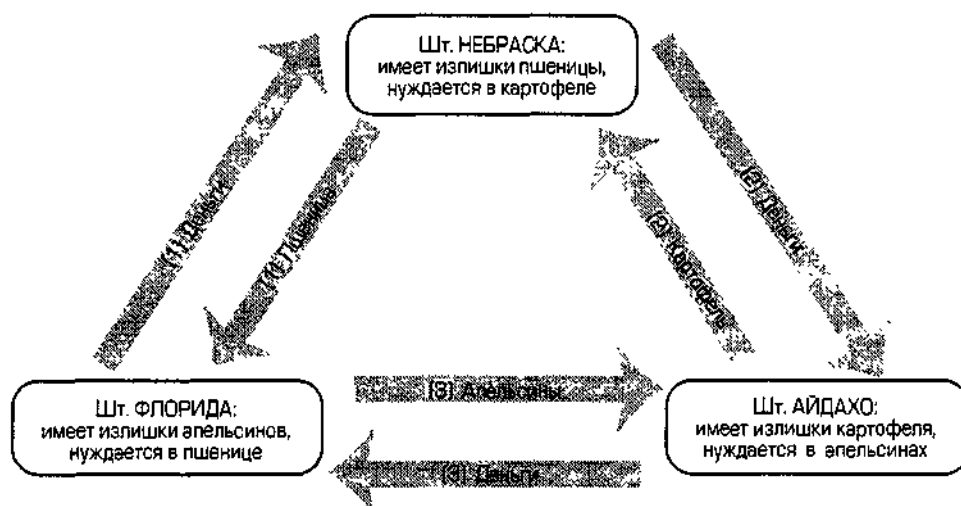 Шт. НЕБРАСКА:
имеет излишки пшеницы,
нуждается в картофеле
(1) Деньги
(1) Пшеница
(2) Картофель
(2) Деньги
(3) Апельсины
(3) Деньги
Шт. ФЛОРИДА:
имеет излишки апельсинов,
нуждается в пшенице
Шт. АЙДАХО:
имеет излишки картофеля,
нуждается в апельсинах